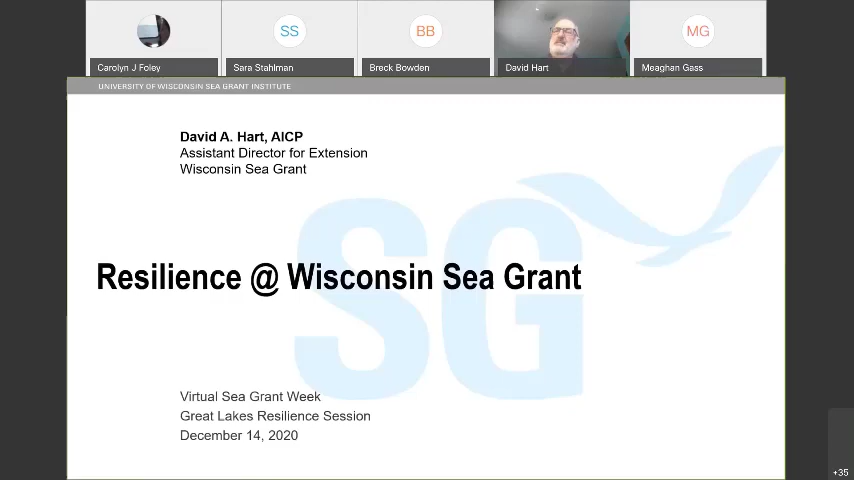 SS
BB
MG
Carolyn J Foley
Sara Stahlman
Breck Bowden
David Hart
Meaghan Gass
UNIVERSITY OF WISCONSIN SEA GRANT INSTITUTE
David A. Hart, AICP
Assistant Director for Extension
Wisconsin Sea Grant
SG
Resilience @ Wisconsin Sea Grant
Virtual Sea Grant Week
Great Lakes Resilience Session
December 14, 2020
+35